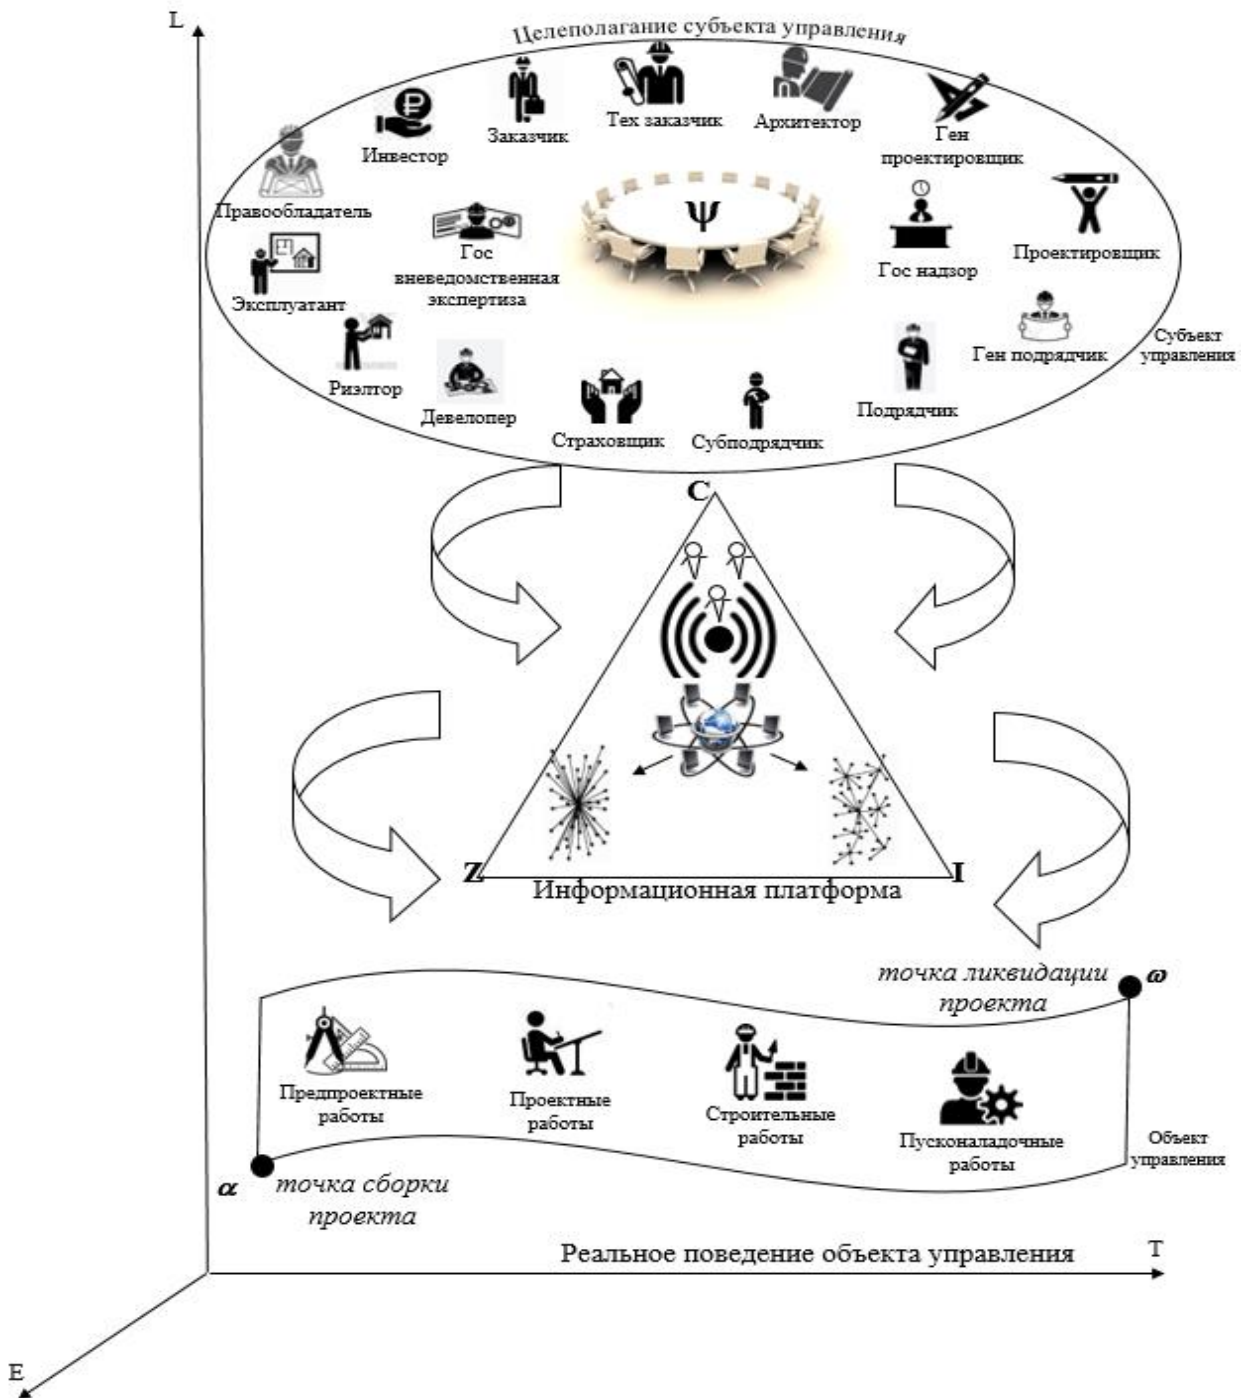 L
Целеполагание субъекта управления
Инвестор
Заказчик
Тех заказчик
Архитектор
Ген
проектировщик
Правообладатель
Гос
вневедомственная
экспертиза
Ψ
Гос надзор
Проектировщик
Эксплуатант
Риэлтор
Девелопер
Страховщик
Субподрядчик
Подрядчик
Ген подрядчик
Субъект
управления
C
Z
I
Информационная платформа
точка ликвидации
проекта
ω
Предпроектные
работы
Проектные
работы
Строительные
работы
Пусконаладочные
работы
Объект
управления
α
точка сборки
проекта
Реальное поведение объекта управления
T
E